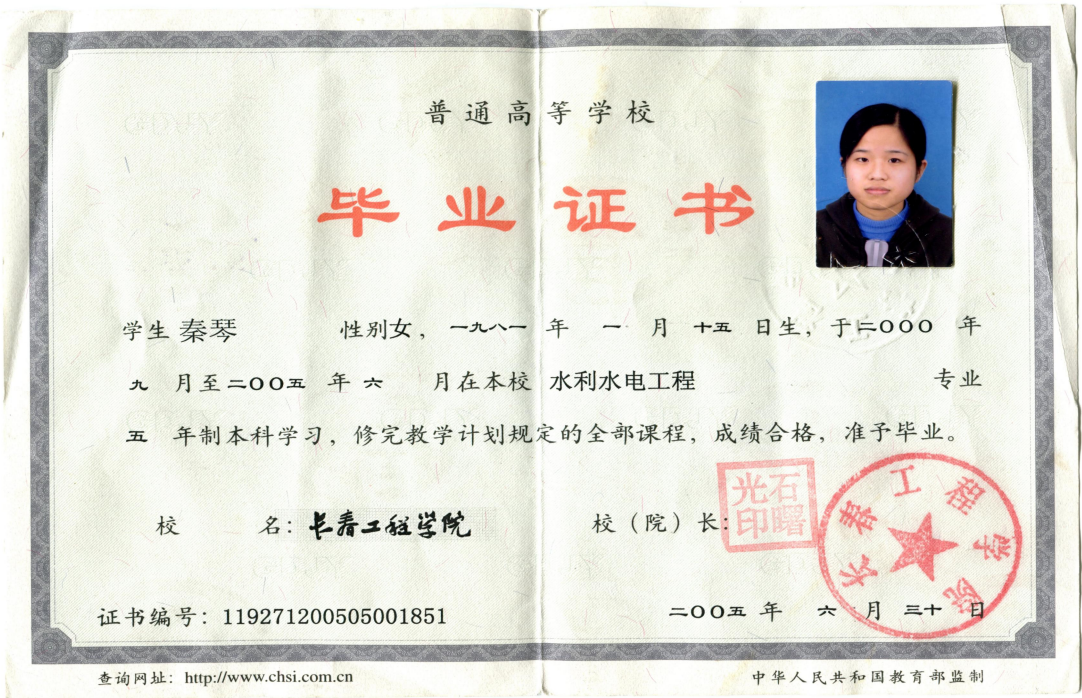 普通高等学校
毕业证书
学生 秦琴 性别女，一九八一 年 一 月 十五 日生，于二〇〇〇 年
九 月至二〇〇五 年 六 月在本校 水利水电工程 专业
五 年制本科学习，修完教学计划规定的全部课程，成绩合格，准予毕业。
校 名：长春工程学院 校（院）长：
石曙光印
长春工程学院
证书编号：119271200505001851 二〇〇五 年 六 月 三十 日
查询网址：http://www.chsi.com.cn 中华人民共和国教育部监制